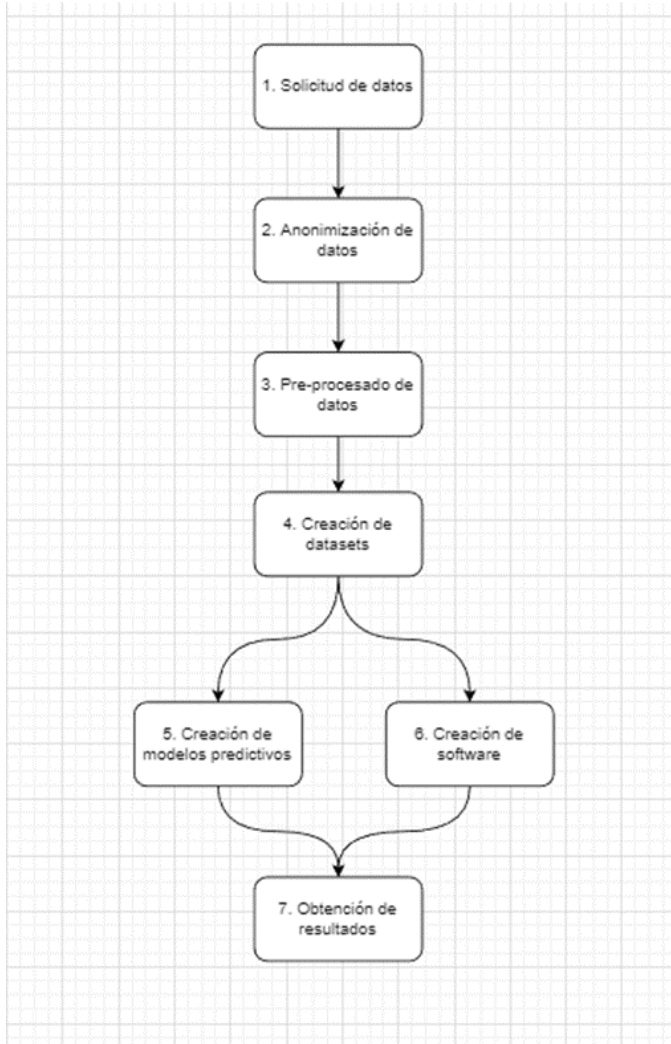 1. Solicitud de datos
2. Anonimización de
datos
3. Pre-procesado de
datos
4. Creación de
datasets
5. Creación de
modelos predictivos
6. Creación de
software
7. Obtención de
resultados